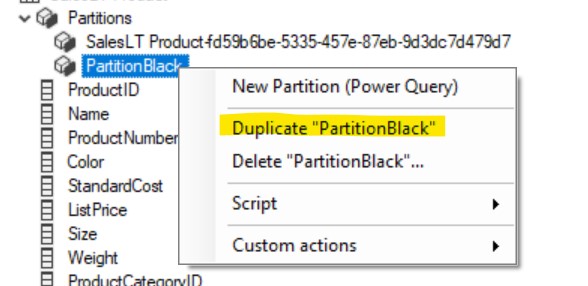 Partitions
SalesLT Product-fd59b6be-5335-457e-87eb-9d3dc7d479d7
PartitionBlack
ProductID
New Partition (Power Query)
Name
Duplicate "PartitionBlack"
ProductNumber
Color
Delete "PartitionBlack"...
StandardCost
ListPrice
Script
Size
Weight
Custom actions
ProductCategoryID